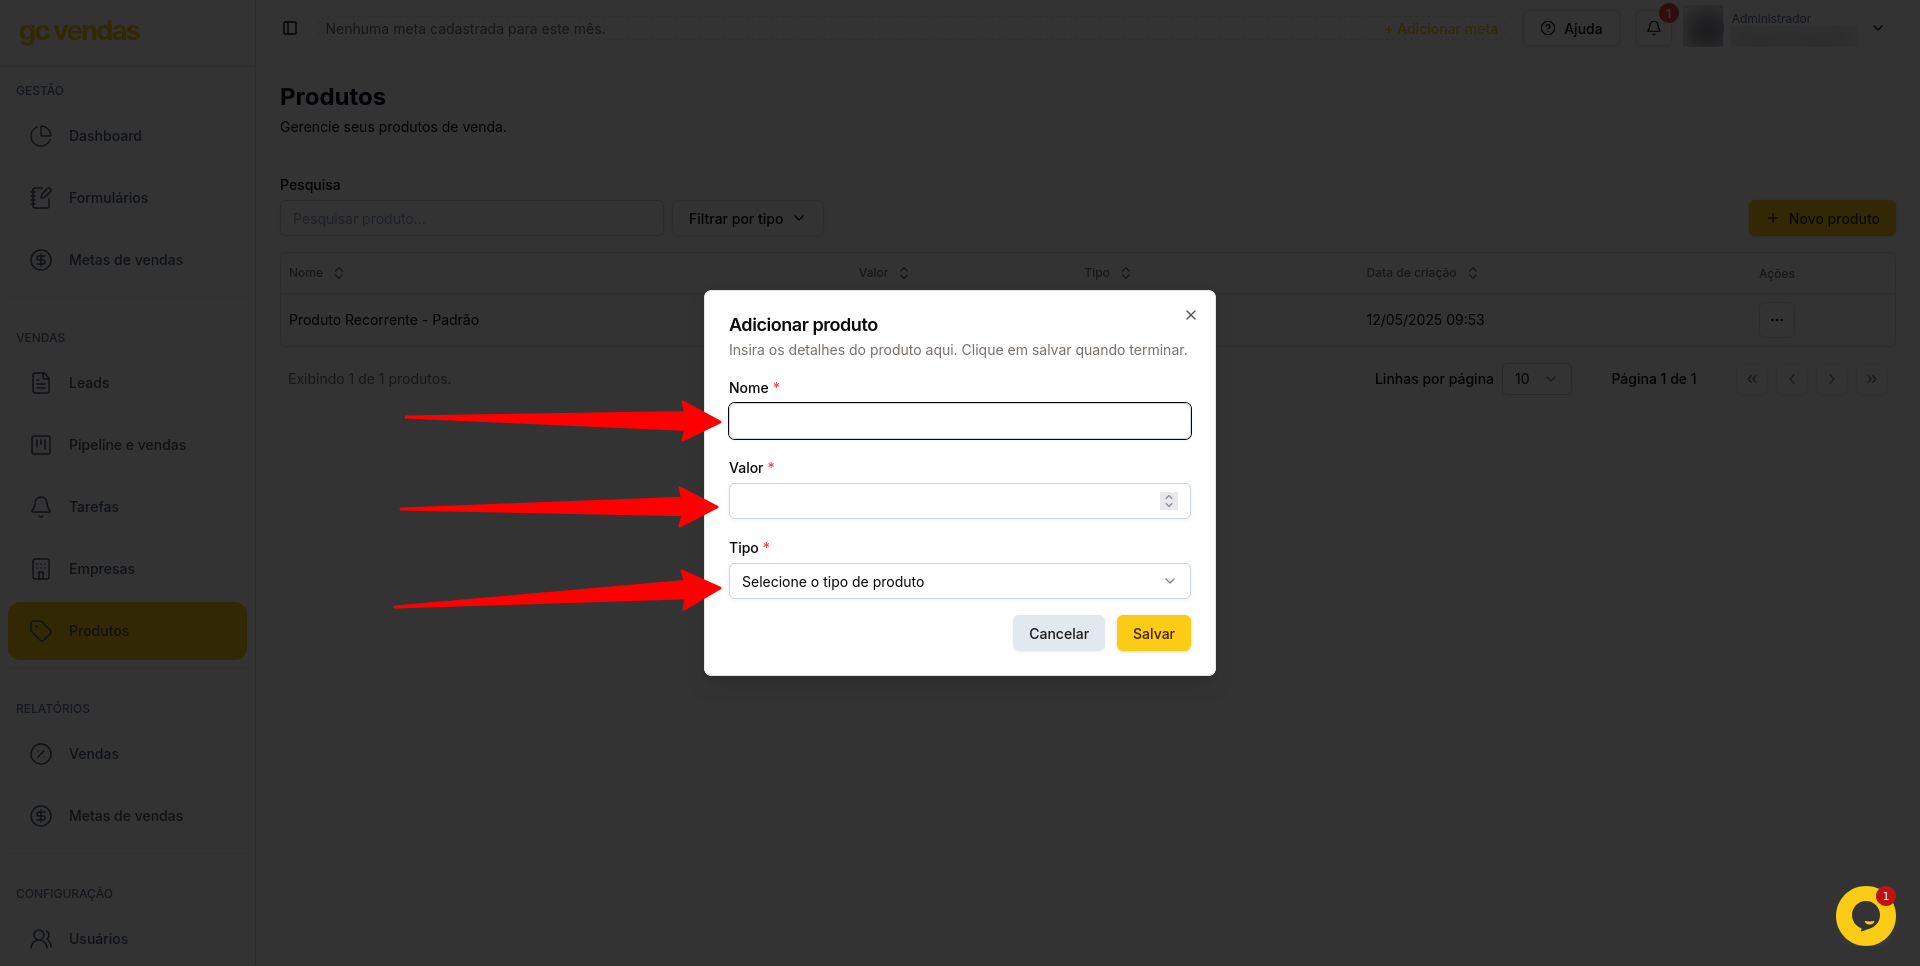 gc vendas
Nenhuma meta cadastrada para este mês.
+ Adicionar meta
Ajuda
1
Administrador
GESTÃO
Dashboard
Formulários
Metas de vendas
VENDAS
Leads
Pipeline e vendas
Tarefas
Empresas
Produtos
RELATÓRIOS
Vendas
Metas de vendas
CONFIGURAÇÃO
Usuários
Produtos
Gerencie seus produtos de venda.
Pesquisa
Pesquisar produto...
Filtrar por tipo
+ Novo produto
Nome Valor Tipo Data de criação Ações
Produto Recorrente - Padrão 12/05/2025 09:53 ...
Exibindo 1 de 1 produtos.
Linhas por página 10 Página 1 de 1
Adicionar produto
Insira os detalhes do produto aqui. Clique em salvar quando terminar.
Nome *
Valor *
Tipo *
Selecione o tipo de produto
Cancelar Salvar
1